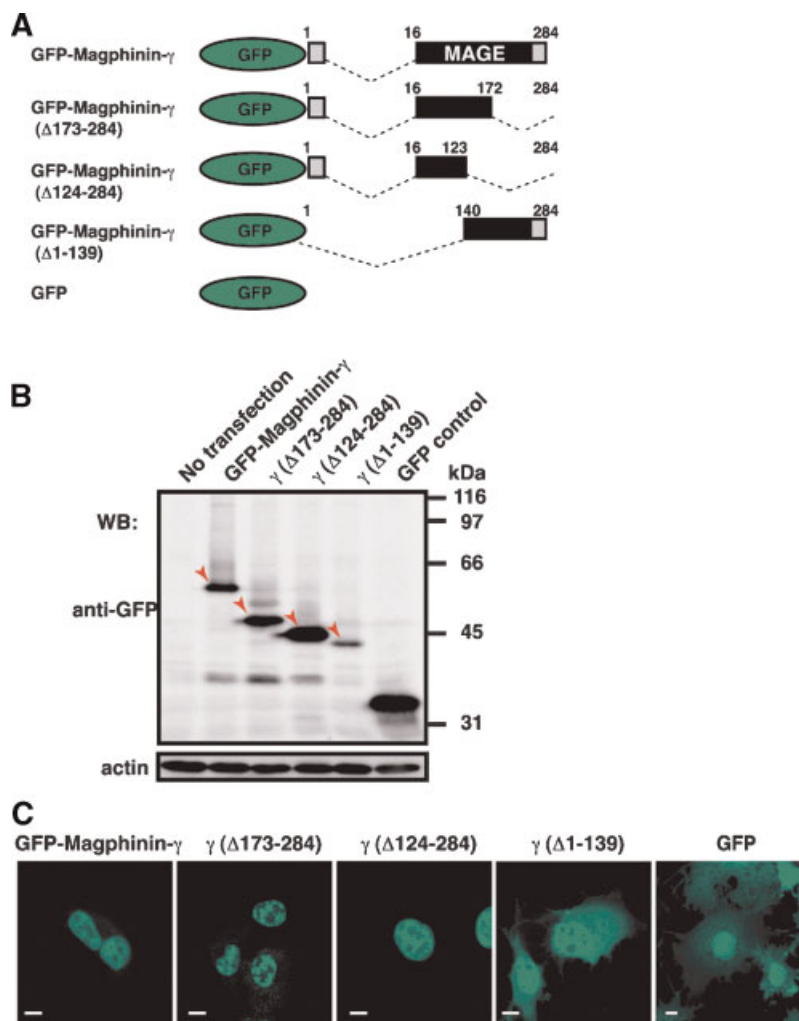 A
GFP-Magphinin-γ GFP 1 16 MAGE 284
GFP-Magphinin-γ (Δ173-284) GFP 1 16 172 284
GFP-Magphinin-γ (Δ124-284) GFP 1 16 123 284
GFP-Magphinin-γ (Δ1-139) GFP 1 140 284
GFP GFP
B
No transfection
GFP-Magphinin-γ
γ (Δ173-284)
γ (Δ124-284)
γ (Δ1-139)
GFP control
kDa
WB:
anti-GFP
116
97
66
45
31
actin
C
GFP-Magphinin-γ γ (Δ173-284) γ (Δ124-284) γ (Δ1-139) GFP